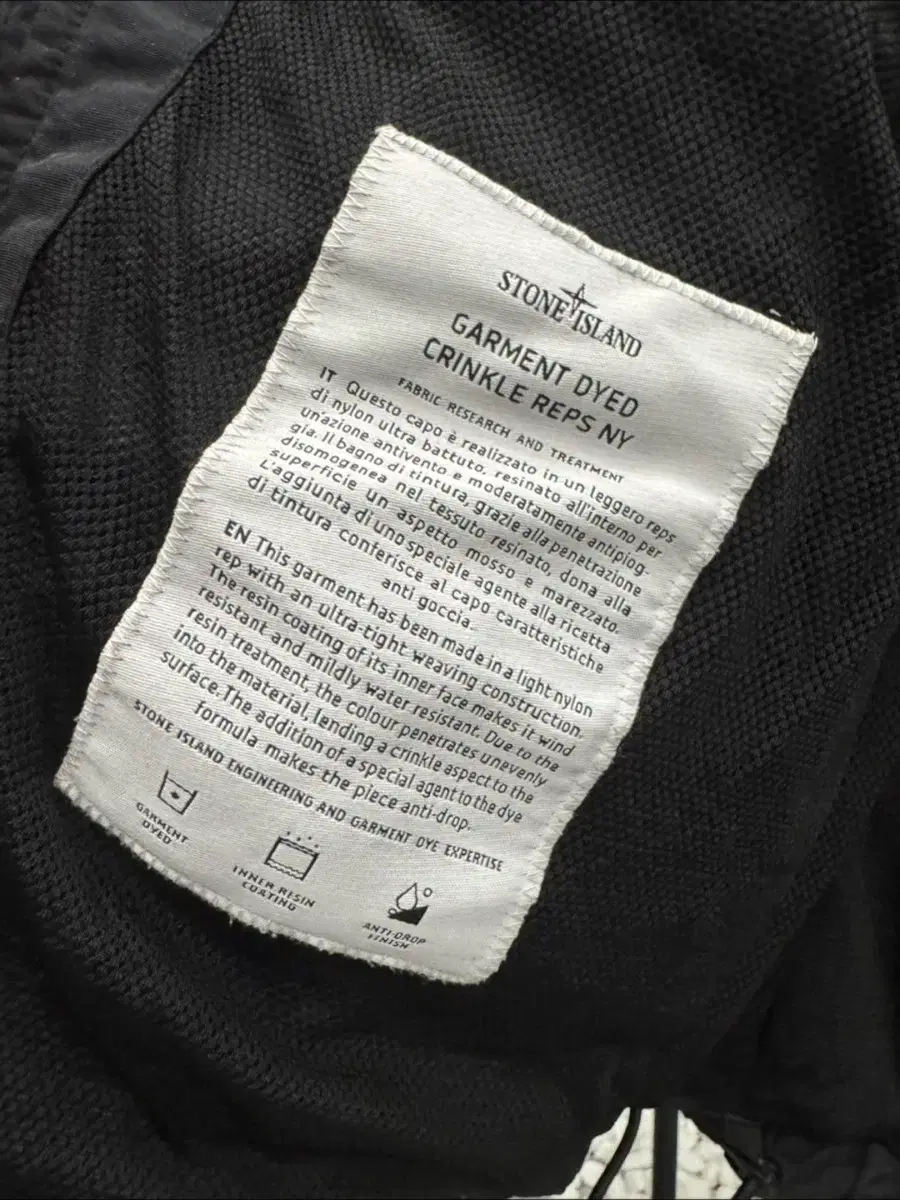 STONE ISLAND
GARMENT DYED
CRINKLE REPS NY
FABRIC RESEARCH AND TREATMENT
IT Questo capo è realizzato in un leggero reps
di nylon ultra battuto, resinato all'interno per
un'azione antivento e moderatamente antipiog-
gia. Il bagno di tintura, grazie alla penetrazione
disomogenea nel tessuto resinato, dona alla
superficie un aspetto mosso e marezzato.
L'aggiunta di uno speciale agente alla ricetta
di tintura conferisce al capo caratteristiche
anti goccia.
EN This garment has been made in a light nylon
rep with an ultra-tight weaving construction.
The resin coating of its inner face makes it wind
resistant and mildly water resistant. Due to the
resin treatment, the colour penetrates unevenly
into the material, lending a crinkle aspect to the
surface. The addition of a special agent to the dye
formula makes the piece anti-drop.
STONE ISLAND ENGINEERING AND GARMENT DYE EXPERTISE
GARMENT
DYED
INNER RESIN
COATING
ANTI-DROP
FINISH